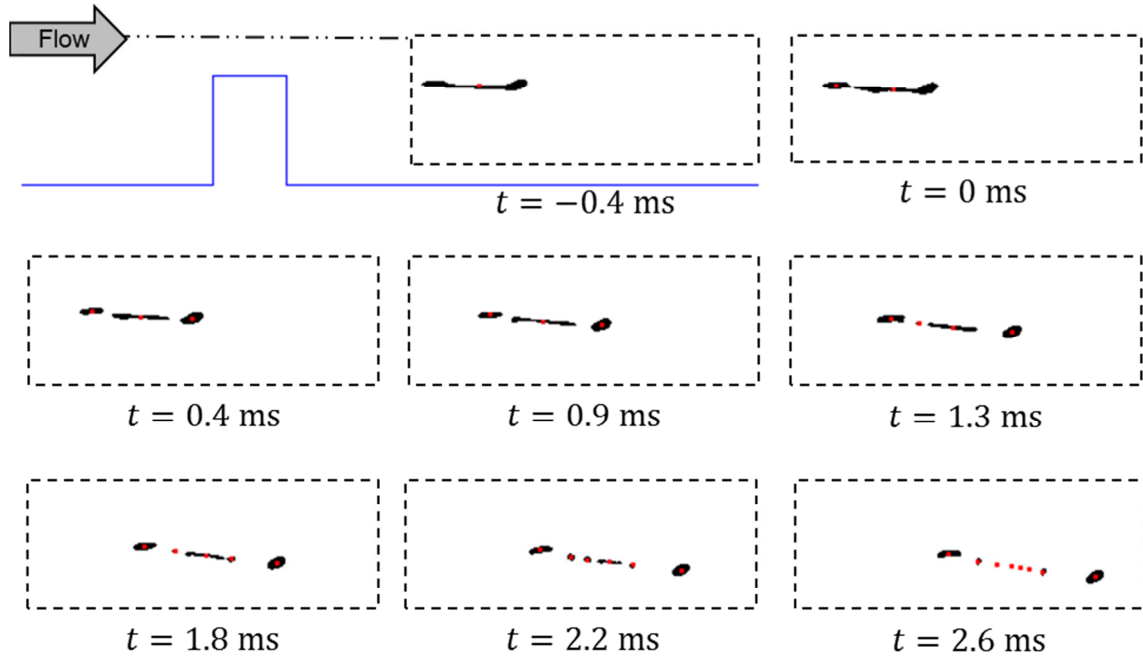 Flow
t = −0.4 ms
t = 0 ms
t = 0.4 ms
t = 0.9 ms
t = 1.3 ms
t = 1.8 ms
t = 2.2 ms
t = 2.6 ms